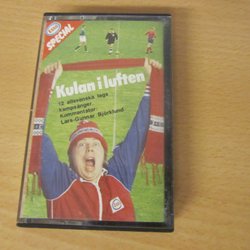 SPECIAL
Kulan i luften
12 allsvenska lags
kampsånger
Kommentator:
Lars-Gunnar Björklund